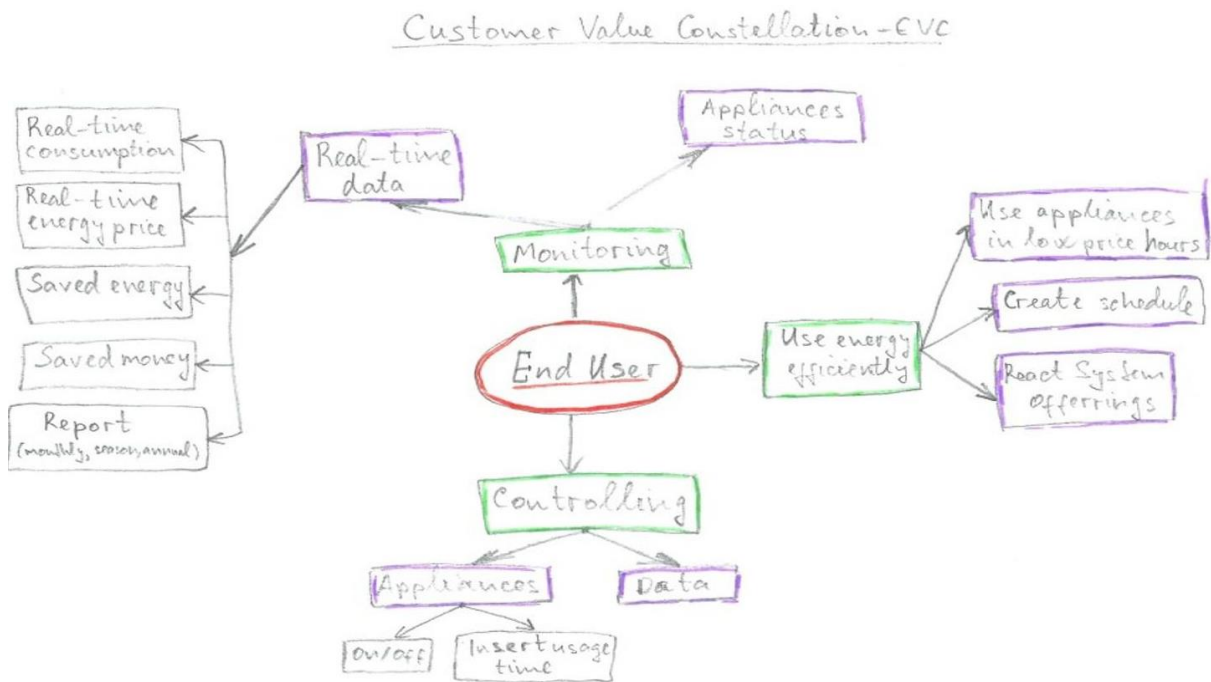 Customer Value Constellation - EVC
Appliances
status
Real-time
consumption
Real-time
data
Real-time
energy price
Use appliances
in low price hours
Monitoring
Saved energy
Create schedule
End User
Use energy
efficiently
Saved money
React System
Offerrings
Report
(monthly, season, annual)
Controlling
Appliances
Data
On/Off
Insert usage
time